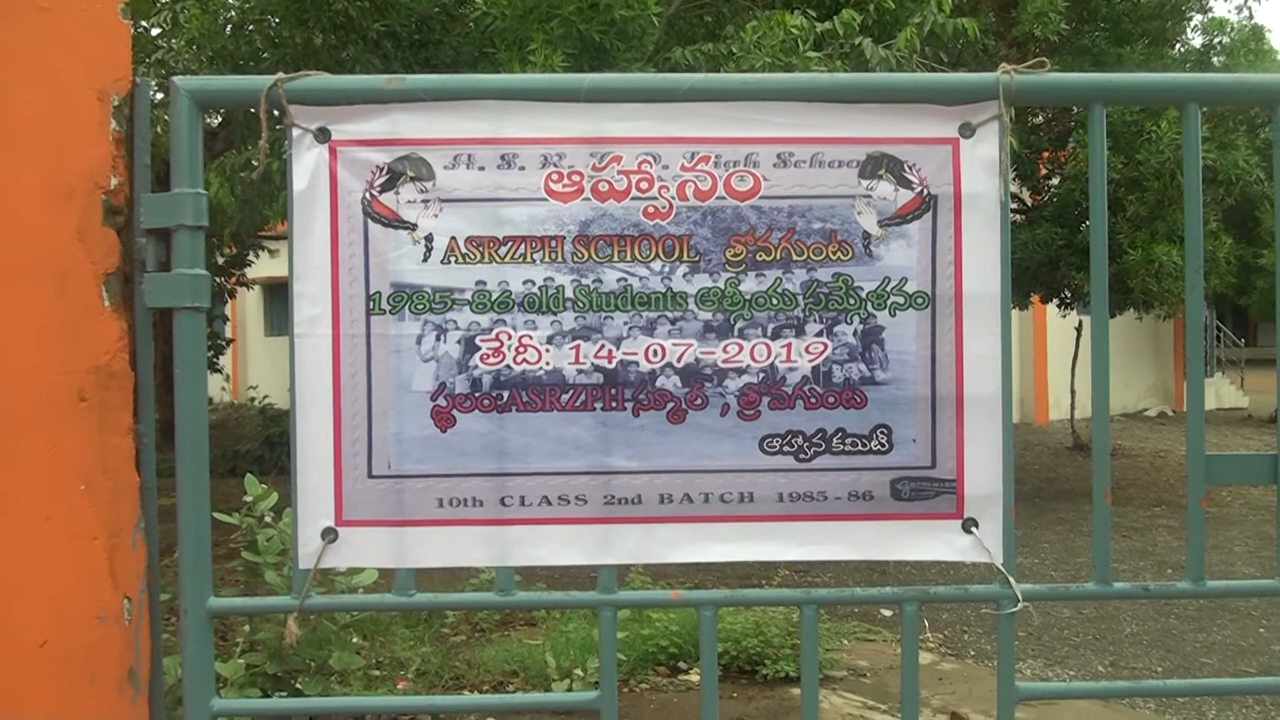 A. S. R. Z. P. High School
ఆహ్వానం
ASRZPH SCHOOL త్రోవగుంట
1985-86 old Students ఆత్మీయ సమ్మేళనం
తేదీ: 14-07-2019
స్థలం:ASRZPH స్కూల్ , త్రోవగుంట
ఆహ్వాన కమిటీ
10th CLASS 2nd BATCH 1985-86